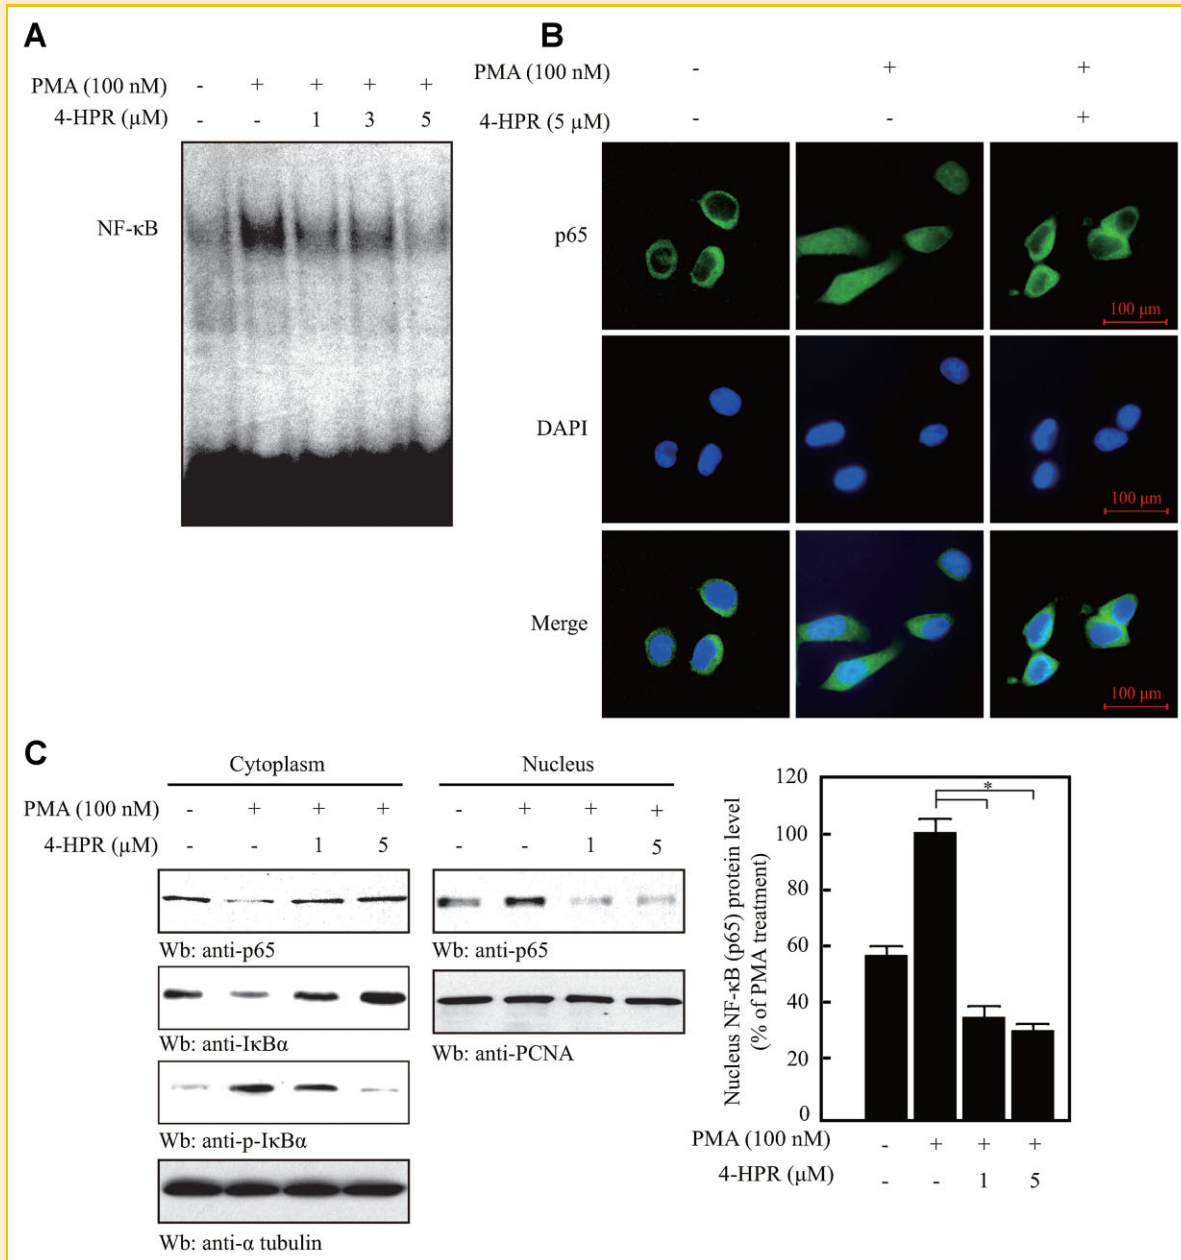 A
PMA (100 nM) - + + + +
4-HPR (µM) - - 1 3 5
NF-κB
B
PMA (100 nM) - + +
4-HPR (5 µM) - - +
p65
100 µm
DAPI
100 µm
Merge
100 µm
C
Cytoplasm
PMA (100 nM) - + + +
4-HPR (µM) - - 1 5
Wb: anti-p65
Wb: anti-IκBα
Wb: anti-p-IκBα
Wb: anti-α tubulin
Nucleus
- + + +
- - 1 5
Wb: anti-p65
Wb: anti-PCNA
Nucleus NF-κB (p65) protein level
(% of PMA treatment)
120
100
80
60
40
20
0
*
PMA (100 nM) - + + +
4-HPR (µM) - - 1 5